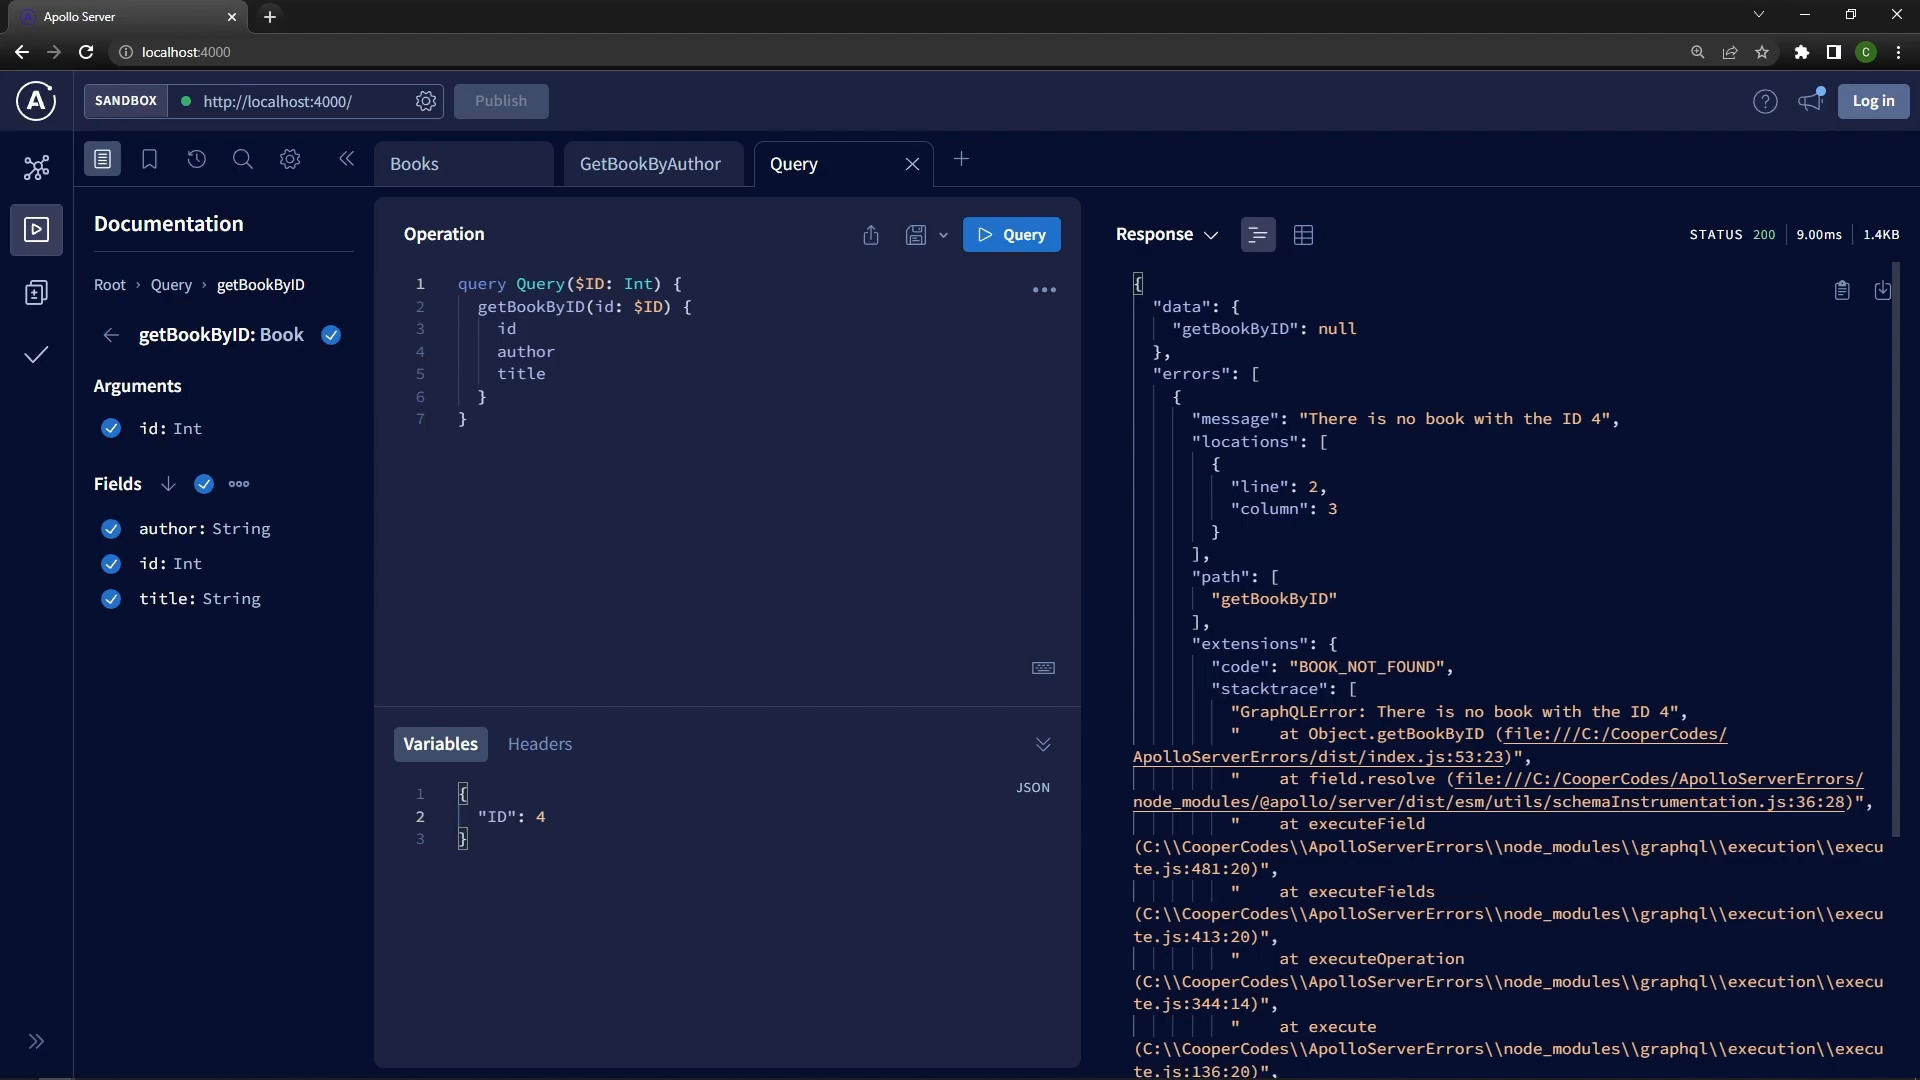 Apollo Server
localhost:4000
C
SANDBOX http://localhost:4000/ Publish Log in
Books GetBookByAuthor Query
Documentation
Root › Query › getBookByID
getBookByID: Book
Arguments
id: Int
Fields
author: String
id: Int
title: String
Operation Query
1 query Query($ID: Int) {
2 getBookByID(id: $ID) {
3 id
4 author
5 title
6 }
7 }
Variables Headers
JSON
1 {
2 "ID": 4
3 }
Response STATUS 200 9.00ms 1.4KB
{
"data": {
"getBookByID": null
},
"errors": [
{
"message": "There is no book with the ID 4",
"locations": [
{
"line": 2,
"column": 3
}
],
"path": [
"getBookByID"
],
"extensions": {
"code": "BOOK_NOT_FOUND",
"stacktrace": [
"GraphQLError: There is no book with the ID 4",
" at Object.getBookByID (file:///C:/CooperCodes/
ApolloServerErrors/dist/index.js:53:23)",
" at field.resolve (file:///C:/CooperCodes/ApolloServerErrors/
node_modules/@apollo/server/dist/esm/utils/schemaInstrumentation.js:36:28)",
" at executeField
(C:\\CooperCodes\\ApolloServerErrors\\node_modules\\graphql\\execution\\execu
te.js:481:20)",
" at executeFields
(C:\\CooperCodes\\ApolloServerErrors\\node_modules\\graphql\\execution\\execu
te.js:413:20)",
" at executeOperation
(C:\\CooperCodes\\ApolloServerErrors\\node_modules\\graphql\\execution\\execu
te.js:344:14)",
" at execute
(C:\\CooperCodes\\ApolloServerErrors\\node_modules\\graphql\\execution\\execu
te.js:136:20)",